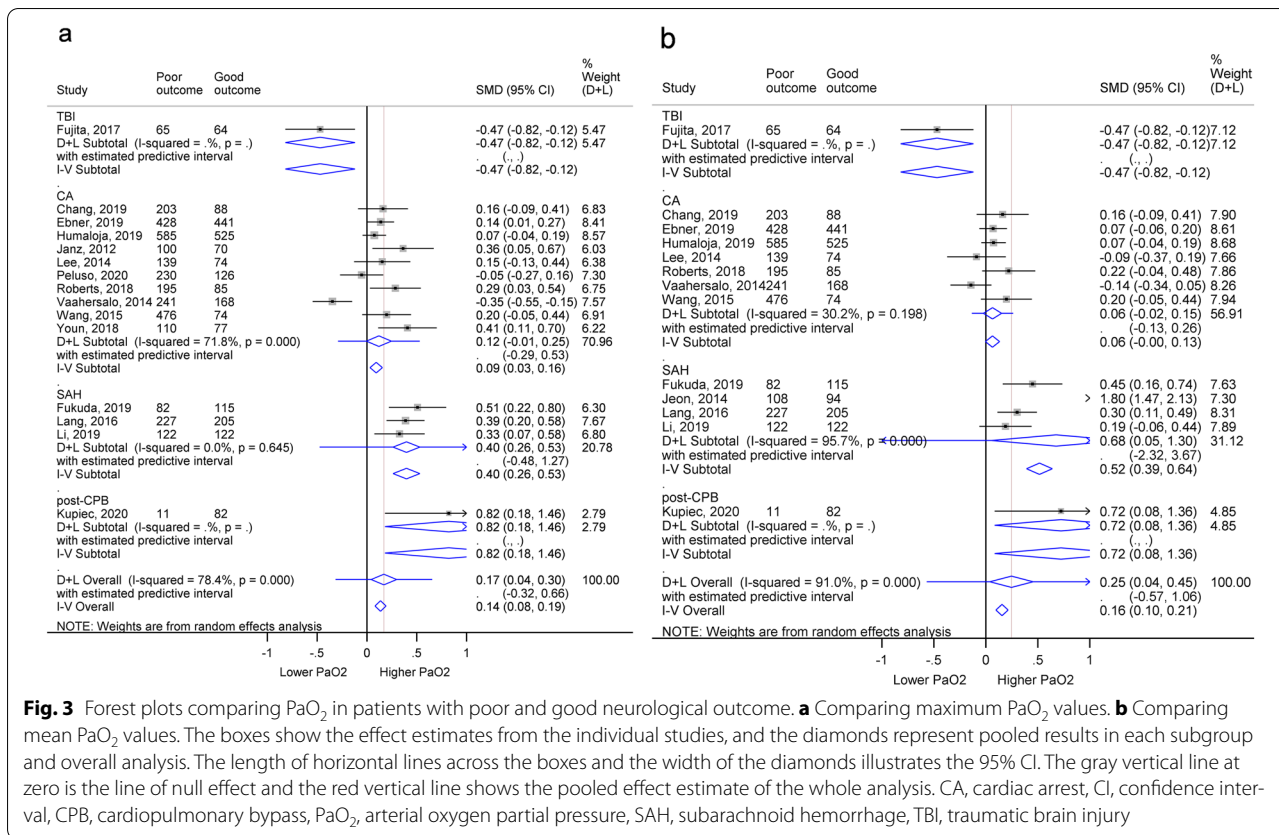 a
Study Poor outcome Good outcome SMD (95% CI) % Weight (D+L)
TBI
Fujita, 2017 65 64 -0.47 (-0.82, -0.12) 5.47
D+L Subtotal (I-squared = .%, p = .) -0.47 (-0.82, -0.12) 5.47
with estimated predictive interval . (., .)
I-V Subtotal -0.47 (-0.82, -0.12)
.
CA
Chang, 2019 203 88 0.16 (-0.09, 0.41) 6.83
Ebner, 2019 428 441 0.14 (0.01, 0.27) 8.41
Humaloja, 2019 585 525 0.07 (-0.04, 0.19) 8.57
Janz, 2012 100 70 0.36 (0.05, 0.67) 6.03
Lee, 2014 139 74 0.15 (-0.13, 0.44) 6.38
Peluso, 2020 230 126 -0.05 (-0.27, 0.16) 7.30
Roberts, 2018 195 85 0.29 (0.03, 0.54) 6.75
Vaahersalo, 2014 241 168 -0.35 (-0.55, -0.15) 7.57
Wang, 2015 476 74 0.20 (-0.05, 0.44) 6.91
Youn, 2018 110 77 0.41 (0.11, 0.70) 6.22
D+L Subtotal (I-squared = 71.8%, p = 0.000) 0.12 (-0.01, 0.25) 70.96
with estimated predictive interval . (-0.29, 0.53)
I-V Subtotal 0.09 (0.03, 0.16)
.
SAH
Fukuda, 2019 82 115 0.51 (0.22, 0.80) 6.30
Lang, 2016 227 205 0.39 (0.20, 0.58) 7.67
Li, 2019 122 122 0.33 (0.07, 0.58) 6.80
D+L Subtotal (I-squared = 0.0%, p = 0.645) 0.40 (0.26, 0.53) 20.78
with estimated predictive interval . (-0.48, 1.27)
I-V Subtotal 0.40 (0.26, 0.53)
.
post-CPB
Kupiec, 2020 11 82 0.82 (0.18, 1.46) 2.79
D+L Subtotal (I-squared = .%, p = .) 0.82 (0.18, 1.46) 2.79
with estimated predictive interval . (., .)
I-V Subtotal 0.82 (0.18, 1.46)
.
D+L Overall (I-squared = 78.4%, p = 0.000) 0.17 (0.04, 0.30) 100.00
with estimated predictive interval . (-0.32, 0.66)
I-V Overall 0.14 (0.08, 0.19)
NOTE: Weights are from random effects analysis
-1 -.5 0 .5 1
Lower PaO2 Higher PaO2
b
Study Poor outcome Good outcome SMD (95% CI) % Weight (D+L)
TBI
Fujita, 2017 65 64 -0.47 (-0.82, -0.12)7.12
D+L Subtotal (I-squared = .%, p = .) -0.47 (-0.82, -0.12)7.12
with estimated predictive interval . (., .)
I-V Subtotal -0.47 (-0.82, -0.12)
.
CA
Chang, 2019 203 88 0.16 (-0.09, 0.41) 7.90
Ebner, 2019 428 441 0.07 (-0.06, 0.20) 8.61
Humaloja, 2019 585 525 0.07 (-0.04, 0.19) 8.68
Lee, 2014 139 74 -0.09 (-0.37, 0.19) 7.66
Roberts, 2018 195 85 0.22 (-0.04, 0.48) 7.86
Vaahersalo, 2014 241 168 -0.14 (-0.34, 0.05) 8.26
Wang, 2015 476 74 0.20 (-0.05, 0.44) 7.94
D+L Subtotal (I-squared = 30.2%, p = 0.198) 0.06 (-0.02, 0.15) 56.91
with estimated predictive interval . (-0.13, 0.26)
I-V Subtotal 0.06 (-0.00, 0.13)
.
SAH
Fukuda, 2019 82 115 0.45 (0.16, 0.74) 7.63
Jeon, 2014 108 94 1.80 (1.47, 2.13) 7.30
Lang, 2016 227 205 0.30 (0.11, 0.49) 8.31
Li, 2019 122 122 0.19 (-0.06, 0.44) 7.89
D+L Subtotal (I-squared = 95.7%, p = 0.000) 0.68 (0.05, 1.30) 31.12
with estimated predictive interval . (-2.32, 3.67)
I-V Subtotal 0.52 (0.39, 0.64)
.
post-CPB
Kupiec, 2020 11 82 0.72 (0.08, 1.36) 4.85
D+L Subtotal (I-squared = .%, p = .) 0.72 (0.08, 1.36) 4.85
with estimated predictive interval . (., .)
I-V Subtotal 0.72 (0.08, 1.36)
.
D+L Overall (I-squared = 91.0%, p = 0.000) 0.25 (0.04, 0.45) 100.00
with estimated predictive interval . (-0.57, 1.06)
I-V Overall 0.16 (0.10, 0.21)
NOTE: Weights are from random effects analysis
-1 -.5 0 .5 1
Lower PaO2 Higher PaO2
Fig. 3 Forest plots comparing PaO2 in patients with poor and good neurological outcome. a Comparing maximum PaO2 values. b Comparing
mean PaO2 values. The boxes show the effect estimates from the individual studies, and the diamonds represent pooled results in each subgroup
and overall analysis. The length of horizontal lines across the boxes and the width of the diamonds illustrates the 95% CI. The gray vertical line at
zero is the line of null effect and the red vertical line shows the pooled effect estimate of the whole analysis. CA, cardiac arrest, CI, confidence inter-
val, CPB, cardiopulmonary bypass, PaO2, arterial oxygen partial pressure, SAH, subarachnoid hemorrhage, TBI, traumatic brain injury